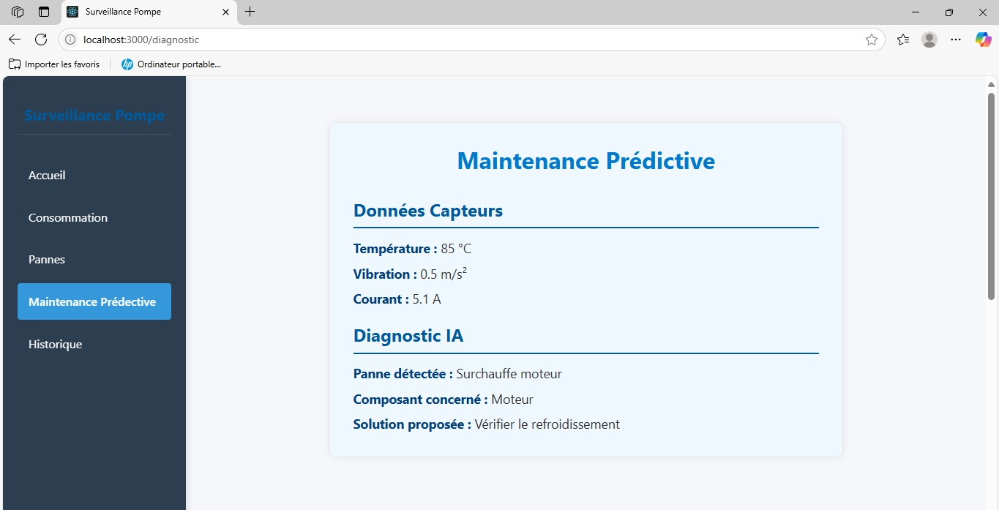 Surveillance Pompe
localhost:3000/diagnostic
Importer les favoris
hp
Ordinateur portable...
Surveillance Pompe
Accueil
Consommation
Pannes
Maintenance Prédective
Historique
Maintenance Prédictive
Données Capteurs
Température : 85 °C
Vibration : 0.5 m/s²
Courant : 5.1 A
Diagnostic IA
Panne détectée : Surchauffe moteur
Composant concerné : Moteur
Solution proposée : Vérifier le refroidissement